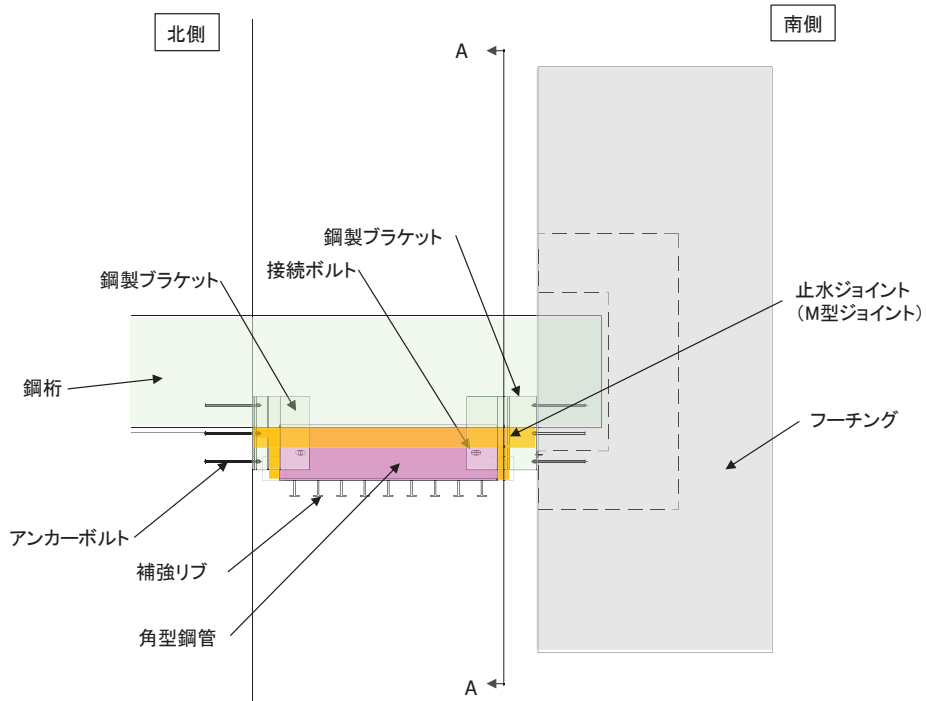 北側
南側
A
鋼製ブラケット
接続ボルト
鋼製ブラケット
止水ジョイント
（M型ジョイント）
鋼桁
フーチング
アンカーボルト
補強リブ
角型鋼管
A